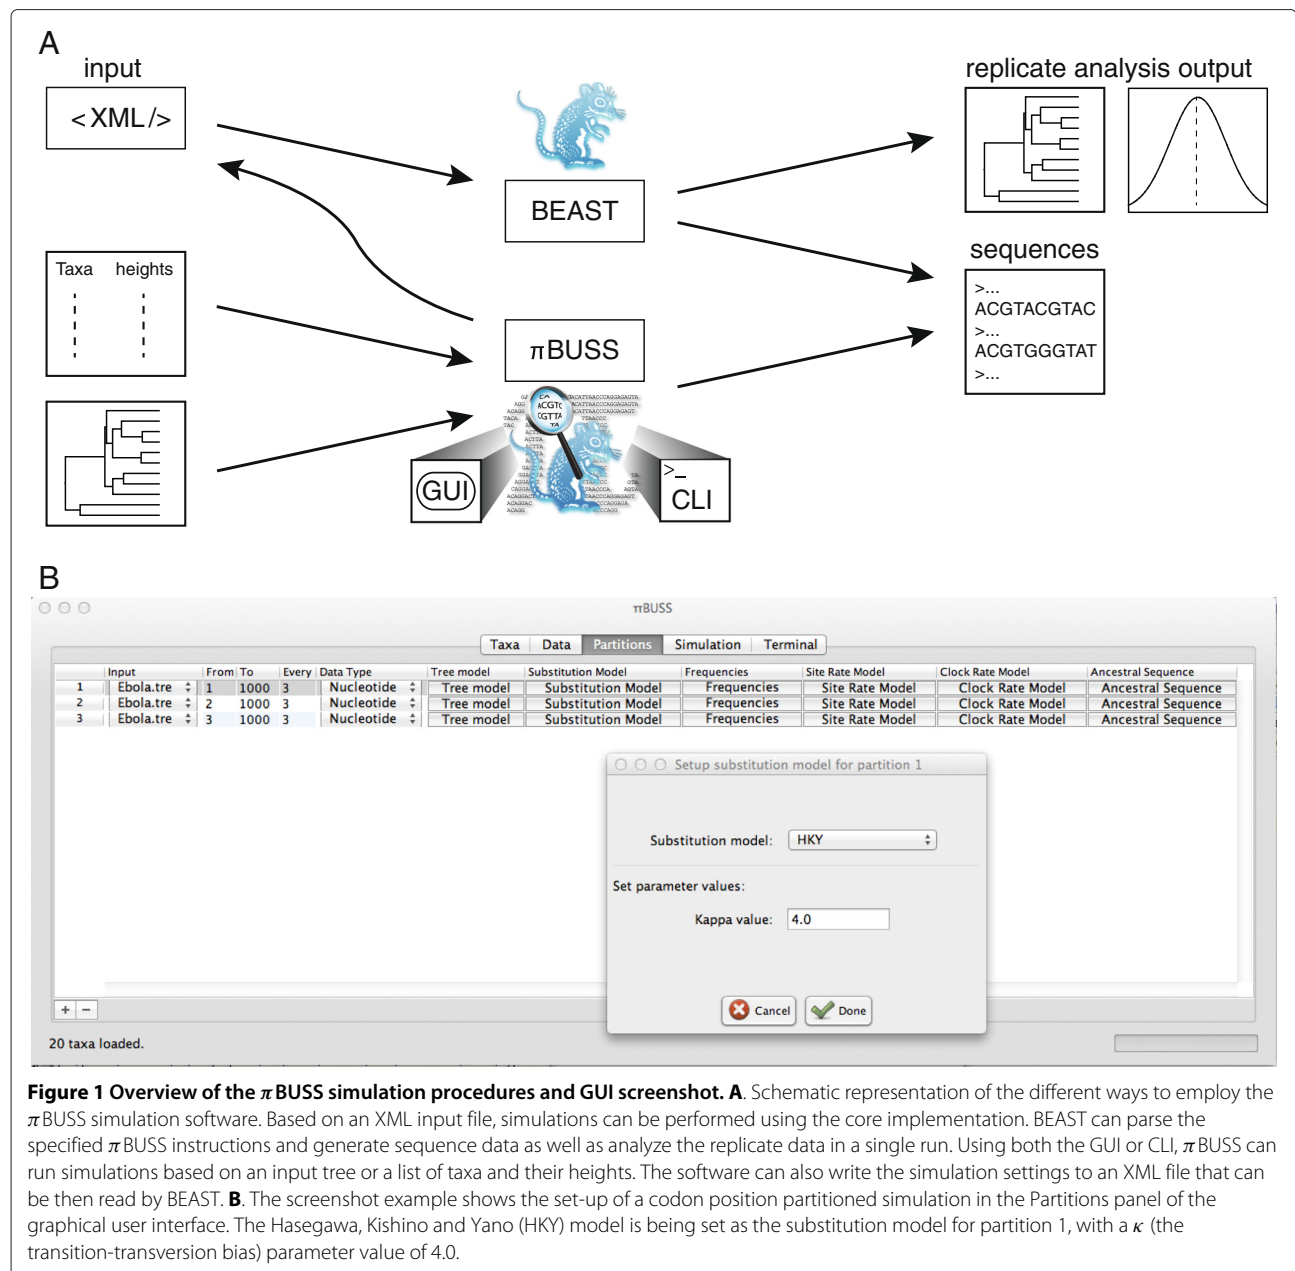 A
input
replicate analysis output
<XML/>
BEAST
sequences
Taxa heights
>...
ACGTACGTAC
>...
ACGTGGGTAT
>...
πBUSS
GUI
>_
CLI
B
πBUSS
Taxa Data Partitions Simulation Terminal
Input From To Every Data Type Tree model Substitution Model Frequencies Site Rate Model Clock Rate Model Ancestral Sequence
1 Ebola.tre 1 1000 3 Nucleotide Tree model Substitution Model Frequencies Site Rate Model Clock Rate Model Ancestral Sequence
2 Ebola.tre 2 1000 3 Nucleotide Tree model Substitution Model Frequencies Site Rate Model Clock Rate Model Ancestral Sequence
3 Ebola.tre 3 1000 3 Nucleotide Tree model Substitution Model Frequencies Site Rate Model Clock Rate Model Ancestral Sequence
Setup substitution model for partition 1
Substitution model: HKY
Set parameter values:
Kappa value: 4.0
Cancel Done
+ −
20 taxa loaded.
Figure 1 Overview of the πBUSS simulation procedures and GUI screenshot. A. Schematic representation of the different ways to employ the
πBUSS simulation software. Based on an XML input file, simulations can be performed using the core implementation. BEAST can parse the
specified πBUSS instructions and generate sequence data as well as analyze the replicate data in a single run. Using both the GUI or CLI, πBUSS can
run simulations based on an input tree or a list of taxa and their heights. The software can also write the simulation settings to an XML file that can
be then read by BEAST. B. The screenshot example shows the set-up of a codon position partitioned simulation in the Partitions panel of the
graphical user interface. The Hasegawa, Kishino and Yano (HKY) model is being set as the substitution model for partition 1, with a κ (the
transition-transversion bias) parameter value of 4.0.